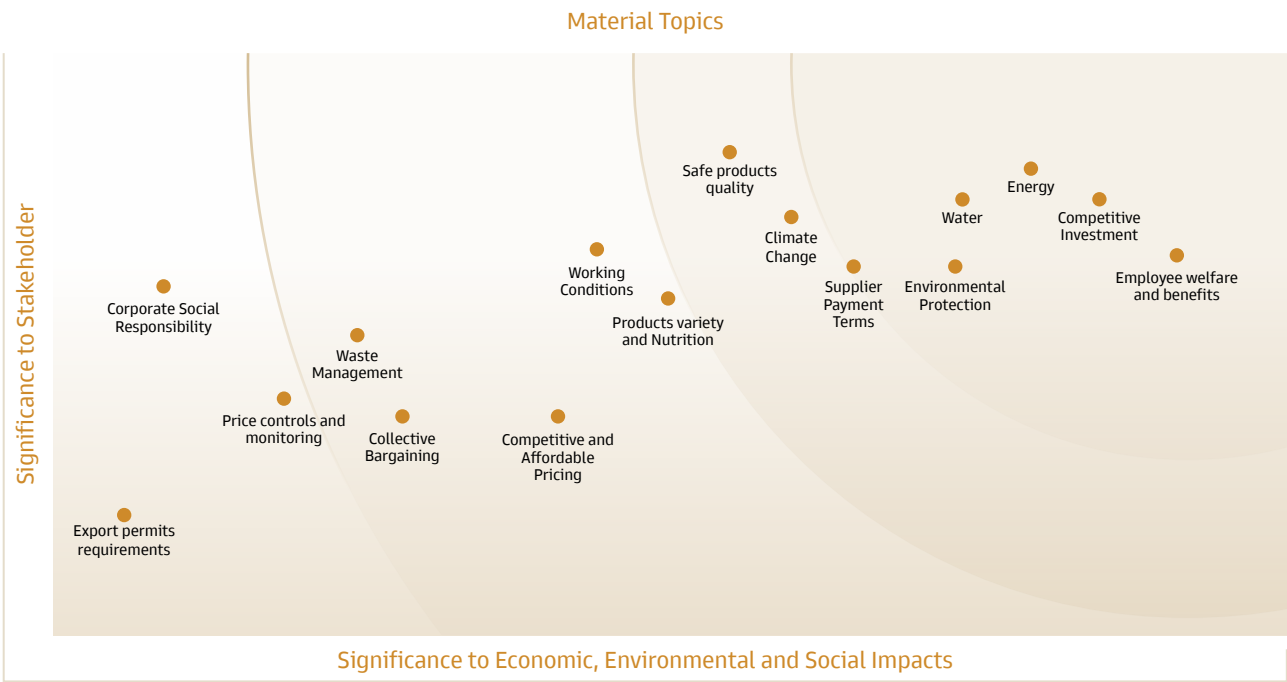 Material Topics
Significance to Stakeholder
Safe products
quality
Energy
Water
Competitive
Investment
Climate
Change
Employee welfare
and benefits
Working
Conditions
Supplier
Payment
Terms
Environmental
Protection
Corporate Social
Responsibility
Products variety
and Nutrition
Waste
Management
Price controls and
monitoring
Collective
Bargaining
Competitive and
Affordable
Pricing
Export permits
requirements
Significance to Economic, Environmental and Social Impacts